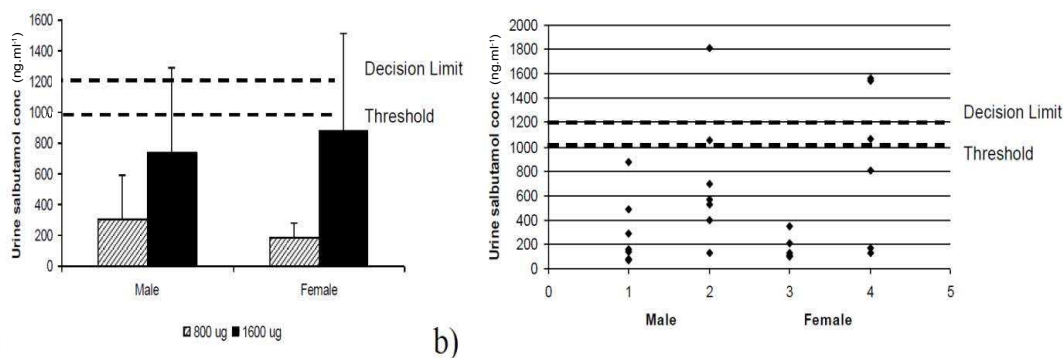 Urine salbutamol conc (ng.ml⁻¹)
1600
1400
1200
1000
800
600
400
200
0
Decision Limit
Threshold
Male
Female
800 ug
1600 ug
b)
Urine salbutamol conc (ng.ml⁻¹)
2000
1800
1600
1400
1200
1000
800
600
400
200
0
Decision Limit
Threshold
0
1
2
3
4
5
Male
Female